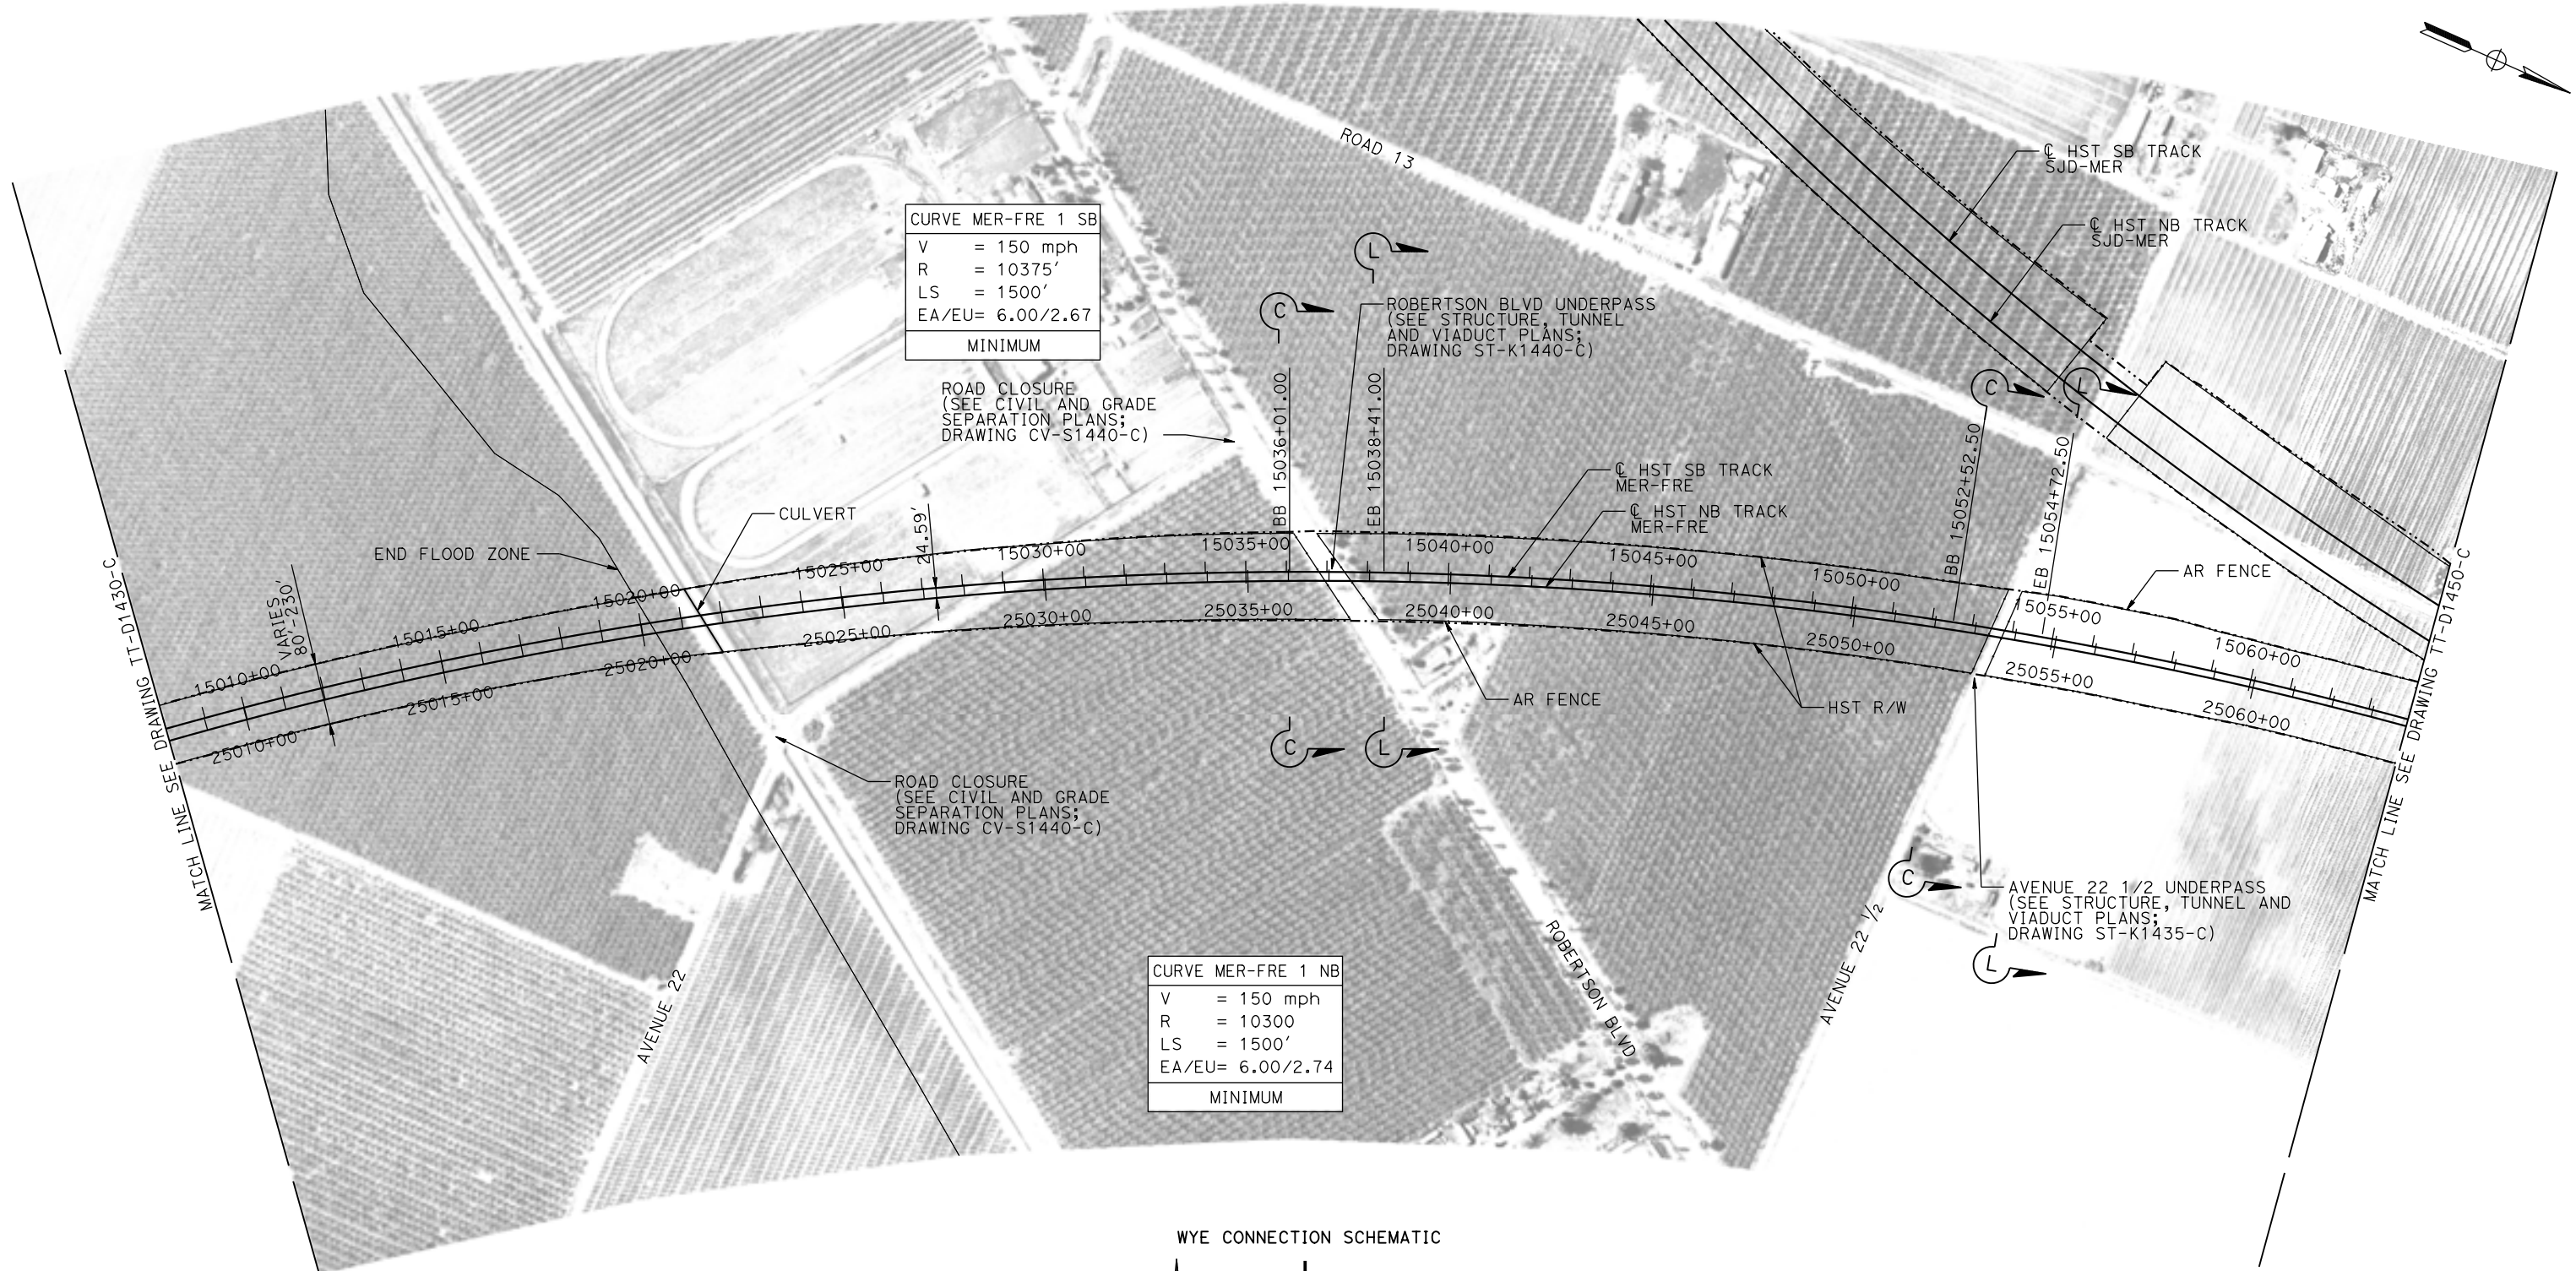 ROAD 13
℄ HST SB TRACK
SJD-MER
℄ HST NB TRACK
SJD-MER
CURVE MER-FRE 1 SB
V = 150 mph
R = 10375'
LS = 1500'
EA/EU= 6.00/2.67
MINIMUM
L
C
ROBERTSON BLVD UNDERPASS
(SEE STRUCTURE, TUNNEL
AND VIADUCT PLANS;
DRAWING ST-K1440-C)
ROAD CLOSURE
(SEE CIVIL AND GRADE
SEPARATION PLANS;
DRAWING CV-S1440-C)
BB 15036+01.00
EB 15038+41.00
C
L
BB 15052+52.50
EB 15054+72.50
℄ HST SB TRACK
MER-FRE
℄ HST NB TRACK
MER-FRE
CULVERT
24.59'
END FLOOD ZONE
VARIES
80'-230'
MATCH LINE SEE DRAWING TT-D1430-C
MATCH LINE SEE DRAWING TT-D1450-C
15010+00
15015+00
15020+00
15025+00
15030+00
15035+00
15040+00
15045+00
15050+00
15055+00
15060+00
25010+00
25015+00
25020+00
25025+00
25030+00
25035+00
25040+00
25045+00
25050+00
25055+00
25060+00
AR FENCE
AR FENCE
HST R/W
C
L
ROAD CLOSURE
(SEE CIVIL AND GRADE
SEPARATION PLANS;
DRAWING CV-S1440-C)
C
L
AVENUE 22 1/2 UNDERPASS
(SEE STRUCTURE, TUNNEL AND
VIADUCT PLANS;
DRAWING ST-K1435-C)
AVENUE 22
ROBERTSON BLVD
AVENUE 22 ½
CURVE MER-FRE 1 NB
V = 150 mph
R = 10300
LS = 1500'
EA/EU= 6.00/2.74
MINIMUM
WYE CONNECTION SCHEMATIC